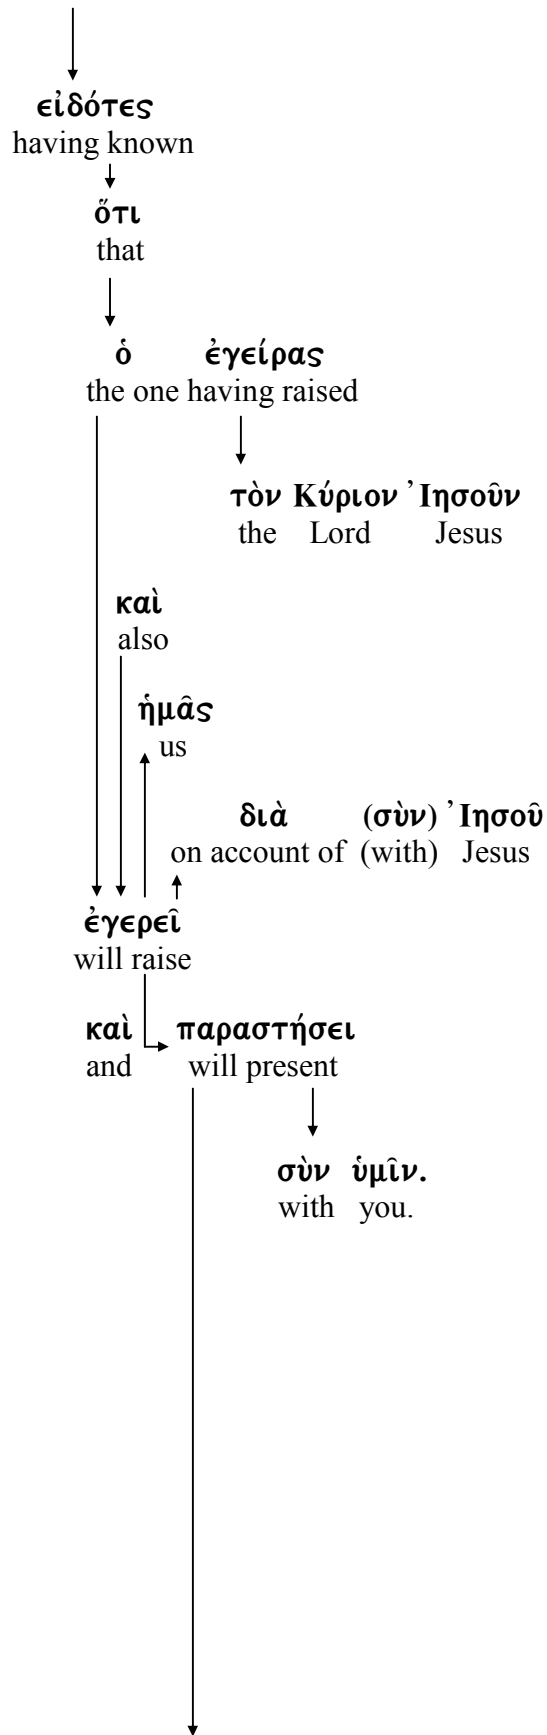 εἰδότες
having known
ὅτι
that
ὁ ἐγείρας
the one having raised
τὸν Κύριον Ἰησοῦν
the Lord Jesus
καὶ
also
ἡμᾶς
us
διὰ (σὺν) Ἰησοῦ
on account of (with) Jesus
ἐγερεῖ
will raise
καὶ παραστήσει
and will present
σὺν ὑμῖν.
with you.